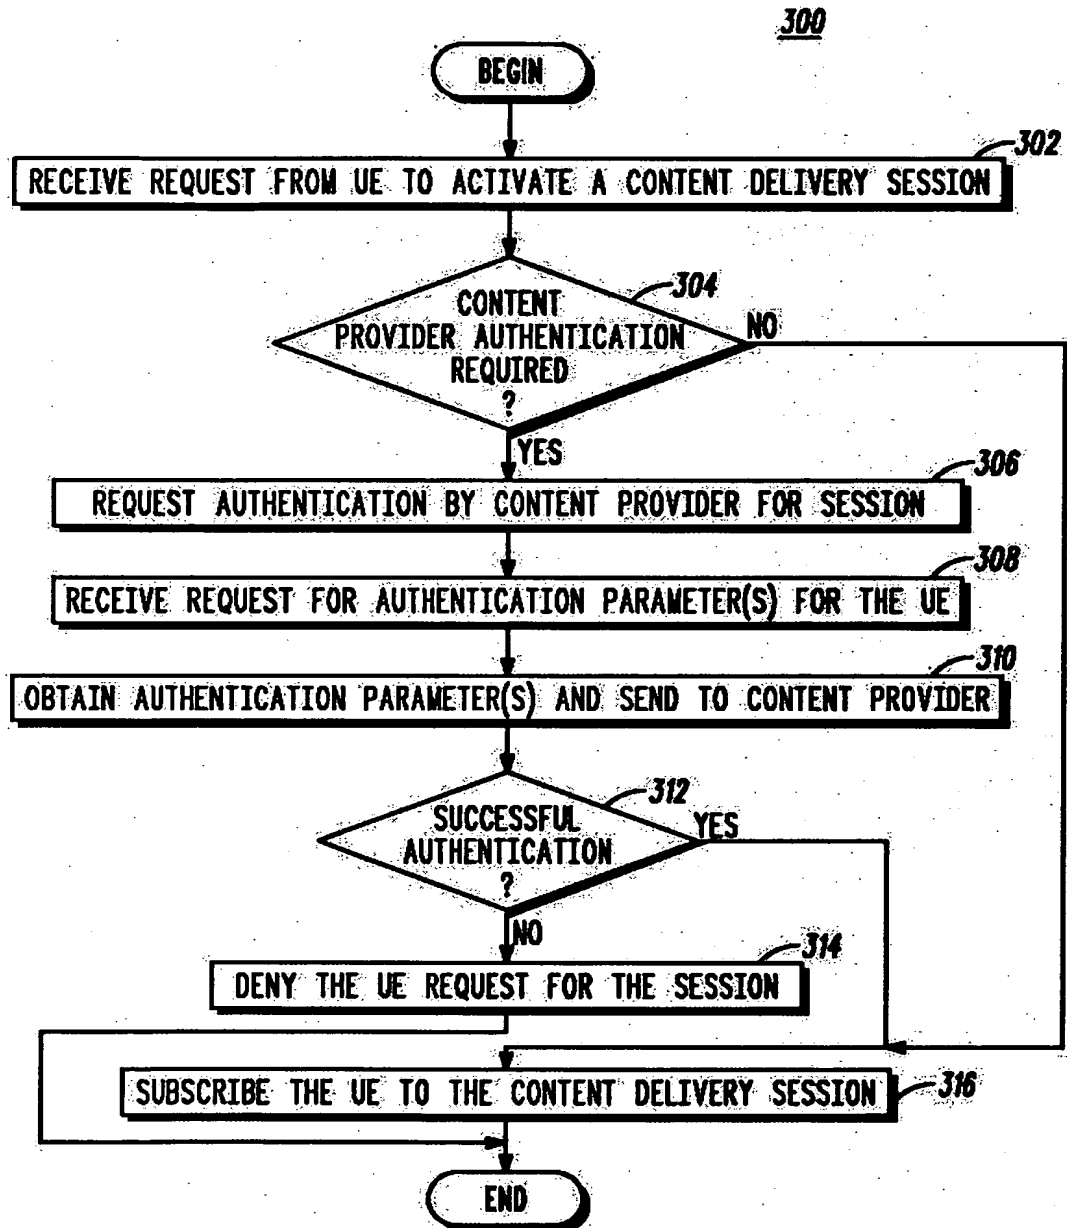 300
BEGIN
302
RECEIVE REQUEST FROM UE TO ACTIVATE A CONTENT DELIVERY SESSION
304
CONTENT
PROVIDER AUTHENTICATION
REQUIRED
?
NO
YES
306
REQUEST AUTHENTICATION BY CONTENT PROVIDER FOR SESSION
308
RECEIVE REQUEST FOR AUTHENTICATION PARAMETER(S) FOR THE UE
310
OBTAIN AUTHENTICATION PARAMETER(S) AND SEND TO CONTENT PROVIDER
312
SUCCESSFUL
AUTHENTICATION
?
YES
NO
314
DENY THE UE REQUEST FOR THE SESSION
SUBSCRIBE THE UE TO THE CONTENT DELIVERY SESSION
316
END